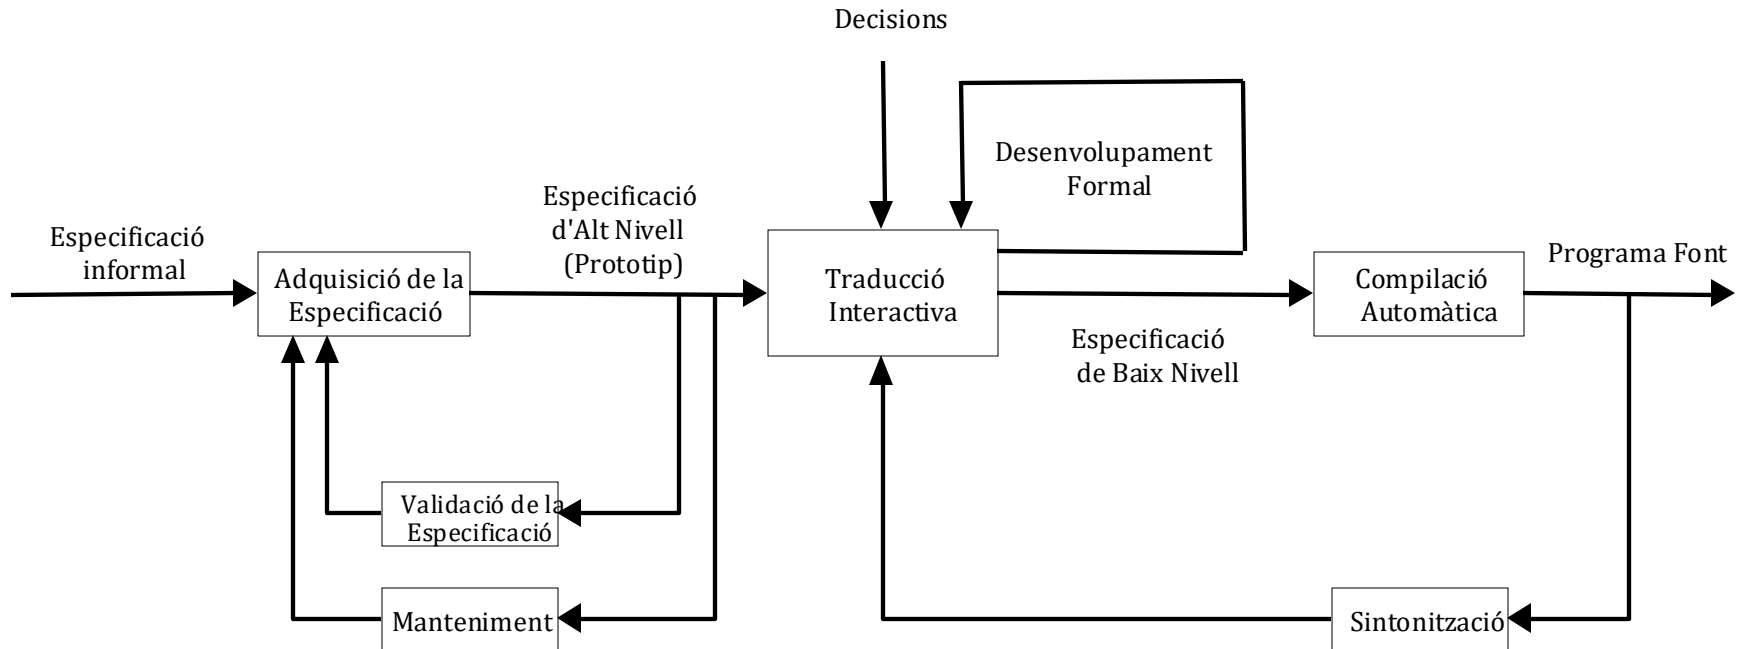 Decisions
Desenvolupament
Formal
Especificació
d'Alt Nivell
(Prototip)
Especificació
informal
Adquisició de la
Especificació
Traducció
Interactiva
Compilació
Automàtica
Programa Font
Especificació
de Baix Nivell
Validació de la
Especificació
Manteniment
Sintonització